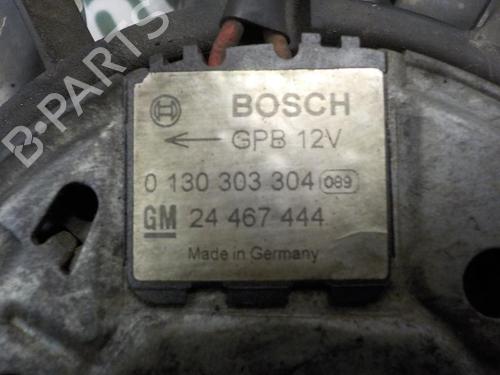 B-PARTS
BOSCH
← GPB 12V
0 130 303 304 089
GM 24 467 444
Made in Germany